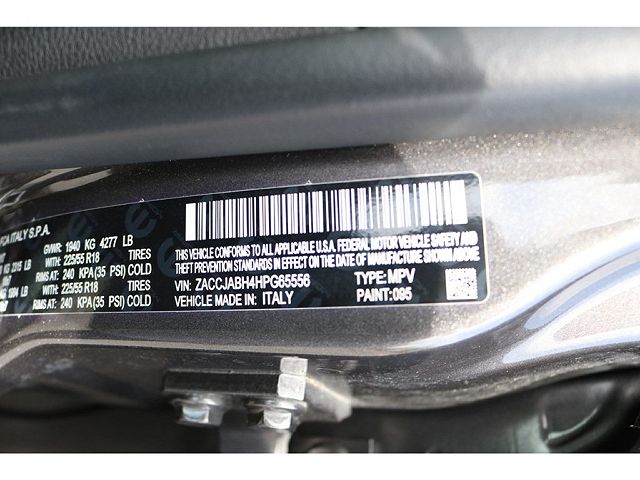 FCA ITALY S.P.A.
GVWR: 1940 KG 4277 LB
THIS VEHICLE CONFORMS TO ALL APPLICABLE U.S.A. FEDERAL MOTOR VEHICLE SAFETY AND
THEFT PREVENTION STANDARDS IN EFFECT ON THE DATE OF MANUFACTURE SHOWN ABOVE.
225/55 R18 TIRES
RIMS AT: 240 KPA(35 PSI) COLD
225/55 R18 TIRES
RIMS AT: 240 KPA(35 PSI) COLD
VIN: ZACCJABH4HPG65556 TYPE: MPV
VEHICLE MADE IN: ITALY PAINT: 095